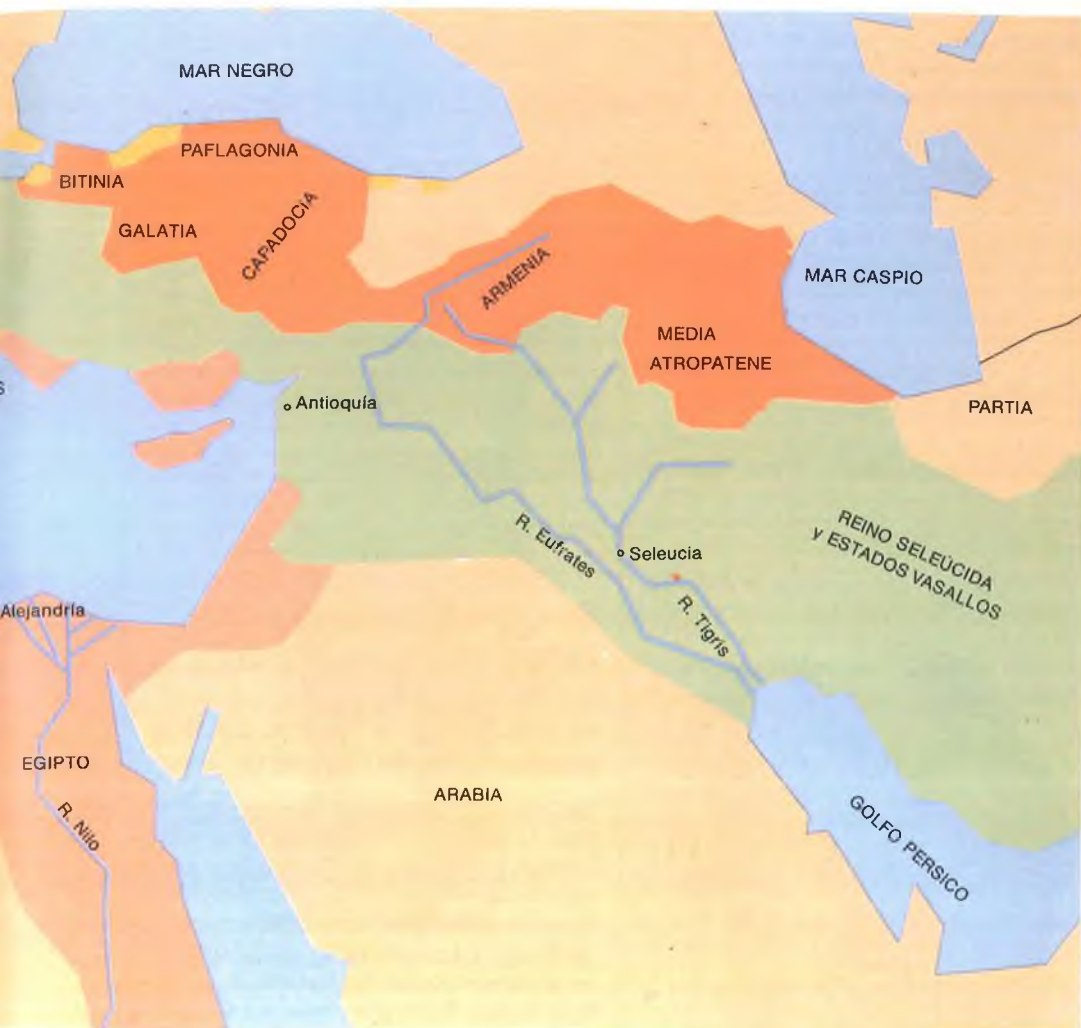 MAR NEGRO
PAFLAGONIA
BITINIA
GALATIA
CAPADOCIA
ARMENIA
MAR CASPIO
MEDIA
ATROPATENE
S
Antioquía
PARTIA
R. Eufrates
Seleucia
REINO SELEÚCIDA
y ESTADOS VASALLOS
R. Tigris
Alejandría
EGIPTO
R. Nilo
ARABIA
GOLFO PERSICO